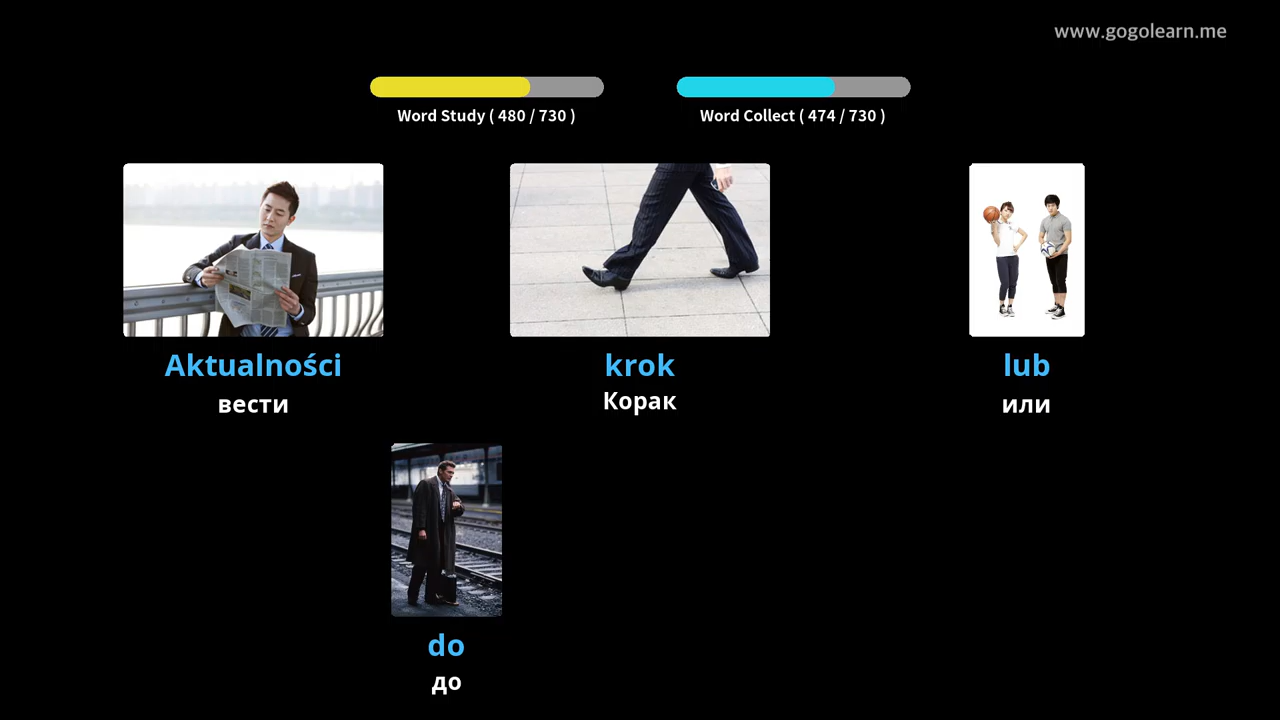 www.gogolearn.me
Word Study ( 480 / 730 )
Word Collect ( 474 / 730 )
Aktualności
вести
krok
Корак
lub
или
do
до